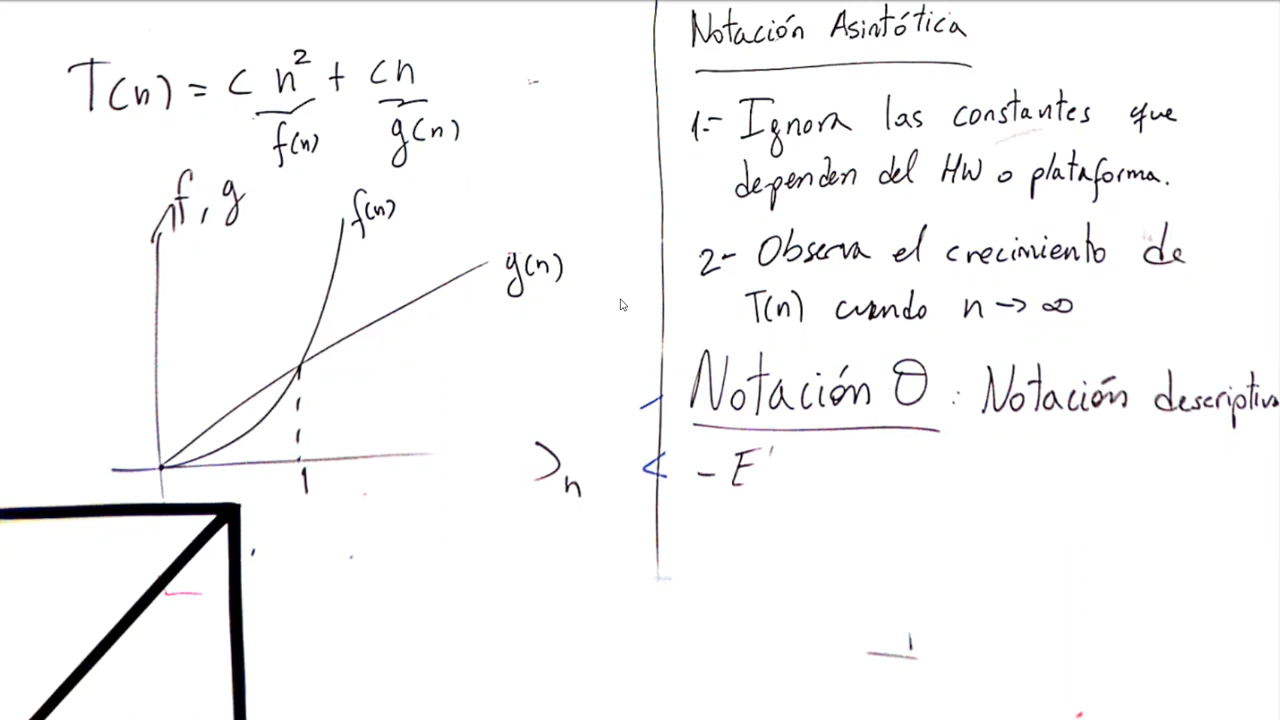 T(n) = c n² + cn
f(n) g(n)
f, g
f(n)
g(n)
1
n
Notación Asintótica
1.- Ignora las constantes que
dependen del HW o plataforma.
2- Observa el crecimiento de
T(n) cuando n → ∞
Notación Θ : Notación descriptiva
- E